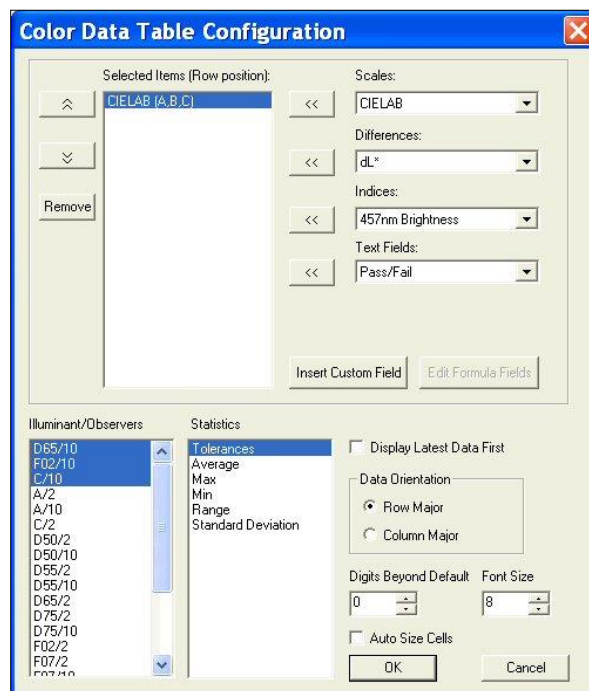 Color Data Table Configuration
Selected Items (Row position):
CIELAB (A,B,C)
Remove
<<
<<
<<
<<
Scales:
CIELAB
Differences:
dL*
Indices:
457nm Brightness
Text Fields:
Pass/Fail
Insert Custom Field
Edit Formula Fields
Illuminant/Observers
D65/10
F02/10
C/10
A/2
A/10
C/2
D50/2
D50/10
D55/2
D55/10
D65/2
D75/2
D75/10
F02/2
F07/2
F07/10
Statistics
Tolerances
Average
Max
Min
Range
Standard Deviation
Display Latest Data First
Data Orientation
Row Major
Column Major
Digits Beyond Default
0
Font Size
8
Auto Size Cells
OK
Cancel